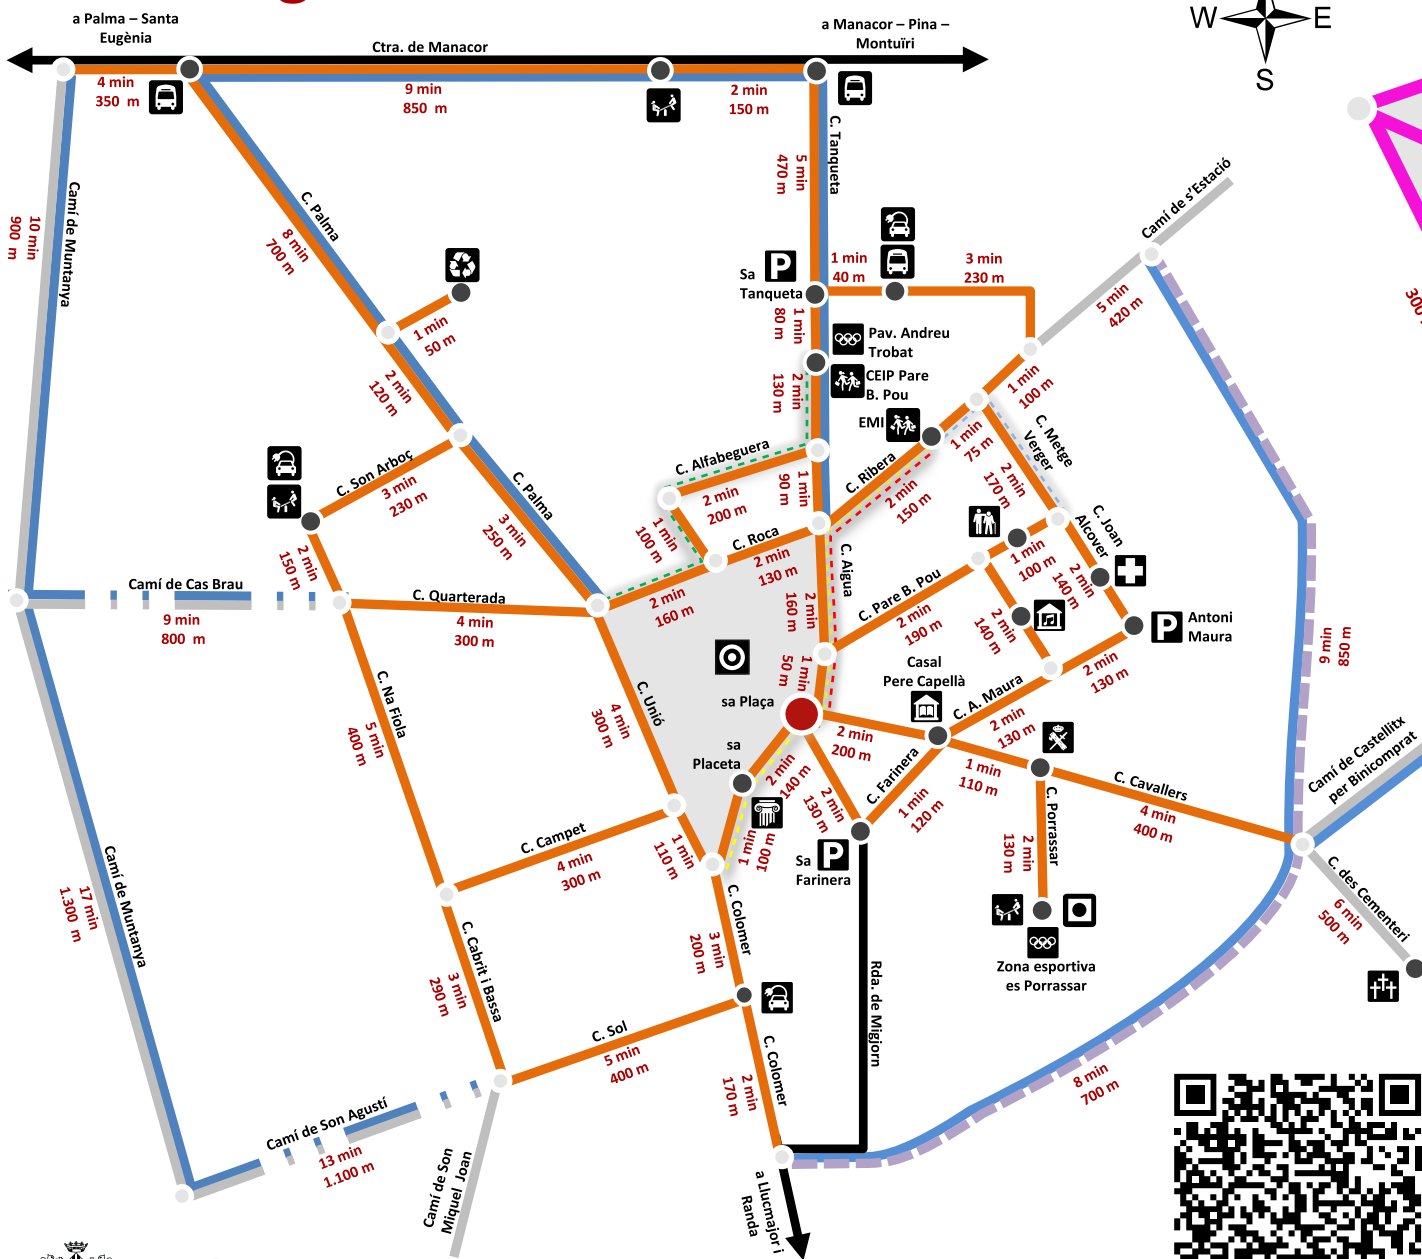 a Palma – Santa
Eugènia
Ctra. de Manacor
a Manacor – Pina –
Montuïri
W
E
S
4 min
350 m
9 min
850 m
2 min
150 m
C. Tanqueta
5 min
470 m
Camí de Muntanya
10 min
900 m
C. Palma
8 min
700 m
1 min
50 m
2 min
120 m
Sa
Tanqueta
P
1 min
40 m
3 min
230 m
Camí de s'Estació
5 min
420 m
300
1 min
80 m
Pav. Andreu
Trobat
CEIP Pare
B. Pou
2 min
130 m
EMI
1 min
100 m
1 min
75 m
C. Metge
Verger
2 min
170 m
C. Alfabeguera
2 min
200 m
1 min
90 m
C. Ribera
2 min
150 m
C. Son Arboç
3 min
230 m
C. Palma
3 min
250 m
2 min
150 m
1 min
100 m
C. Roca
2 min
130 m
C. Aigua
2 min
160 m
1 min
100 m
C. Joan
Alcover
2 min
140 m
Camí de Cas Brau
9 min
800 m
C. Quarterada
4 min
300 m
2 min
160 m
C. Pare B. Pou
2 min
190 m
2 min
140 m
P
Antoni
Maura
9 min
850 m
1 min
50 m
sa Plaça
Casal
Pere Capellà
C. A. Maura
2 min
130 m
2 min
130 m
C. Unió
4 min
300 m
C. Na Fiola
5 min
400 m
sa
Placeta
2 min
140 m
2 min
200 m
C. Farinera
1 min
120 m
1 min
110 m
C. Cavallers
4 min
400 m
Camí de Castellitx
per Binicomprat
2 min
130 m
C. Porrassar
2 min
130 m
C. Campet
4 min
300 m
1 min
110 m
1 min
100 m
Sa
Farinera
P
C. des Cementeri
6 min
500 m
Camí de Muntanya
17 min
1.300 m
C. Cabrit i Bassa
3 min
290 m
C. Colomer
3 min
200 m
Rda. de Migjorn
Zona esportiva
es Porrassar
C. Sol
5 min
400 m
C. Colomer
2 min
170 m
8 min
700 m
Camí de Son Agustí
13 min
1.100 m
Camí de Son
Miquel Joan
a Llucmajor i
Randa